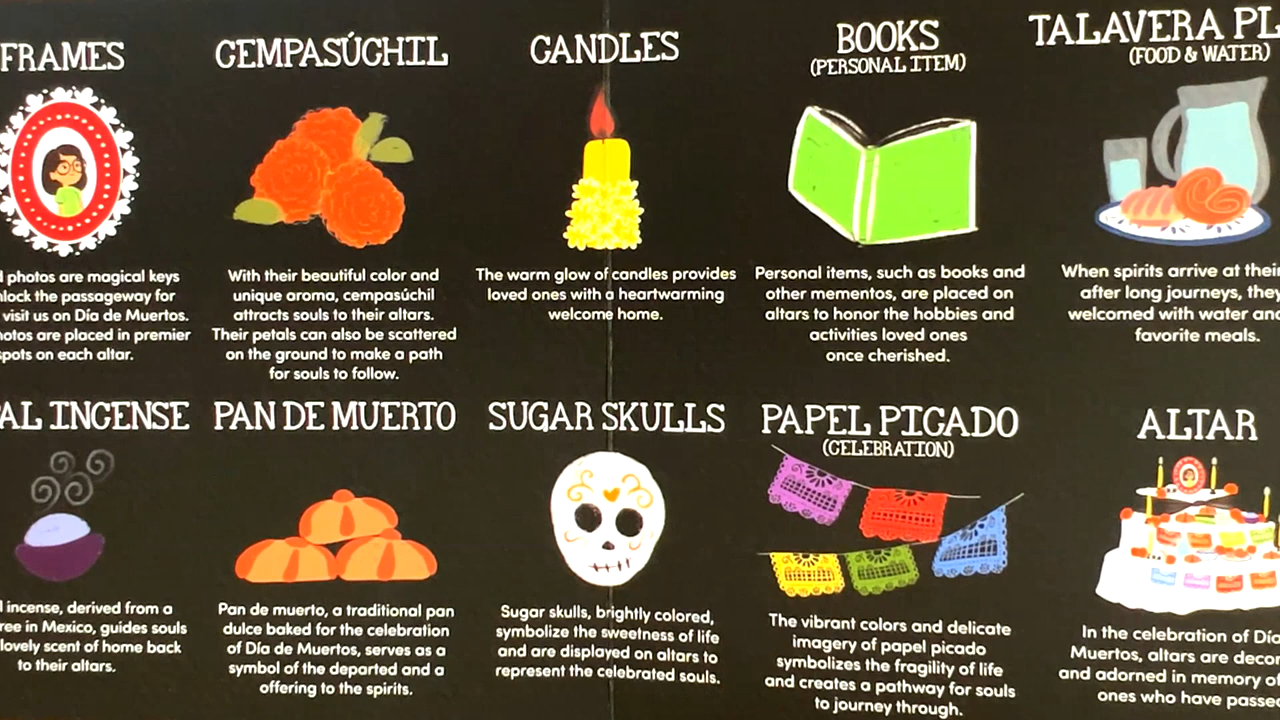 FRAMES
photos are magical keys
lock the passageway for
visit us on Día de Muertos.
are placed in premier
spots on each altar.
CEMPASÚCHIL
With their beautiful color and
unique aroma, cempasúchil
attracts souls to their altars.
Their petals can also be scattered
on the ground to make a path
for souls to follow.
CANDLES
The warm glow of candles provides
loved ones with a heartwarming
welcome home.
BOOKS
(PERSONAL ITEM)
Personal items, such as books and
other mementos, are placed on
altars to honor the hobbies and
activities loved ones
once cherished.
TALAVERA PL
(FOOD & WATER)
When spirits arrive at their
after long journeys, they
welcomed with water and
favorite meals.
AL INCENSE
incense, derived from a
ree in Mexico, guides souls
lovely scent of home back
to their altars.
PAN DE MUERTO
Pan de muerto, a traditional pan
dulce baked for the celebration
of Día de Muertos, serves as a
symbol of the departed and a
offering to the spirits.
SUGAR SKULLS
Sugar skulls, brightly colored,
symbolize the sweetness of life
and are displayed on altars to
represent the celebrated souls.
PAPEL PICADO
(CELEBRATION)
The vibrant colors and delicate
imagery of papel picado
symbolizes the fragility of life
and creates a pathway for souls
to journey through.
ALTAR
In the celebration of Día
Muertos, altars are decor
and adorned in memory of
ones who have passed